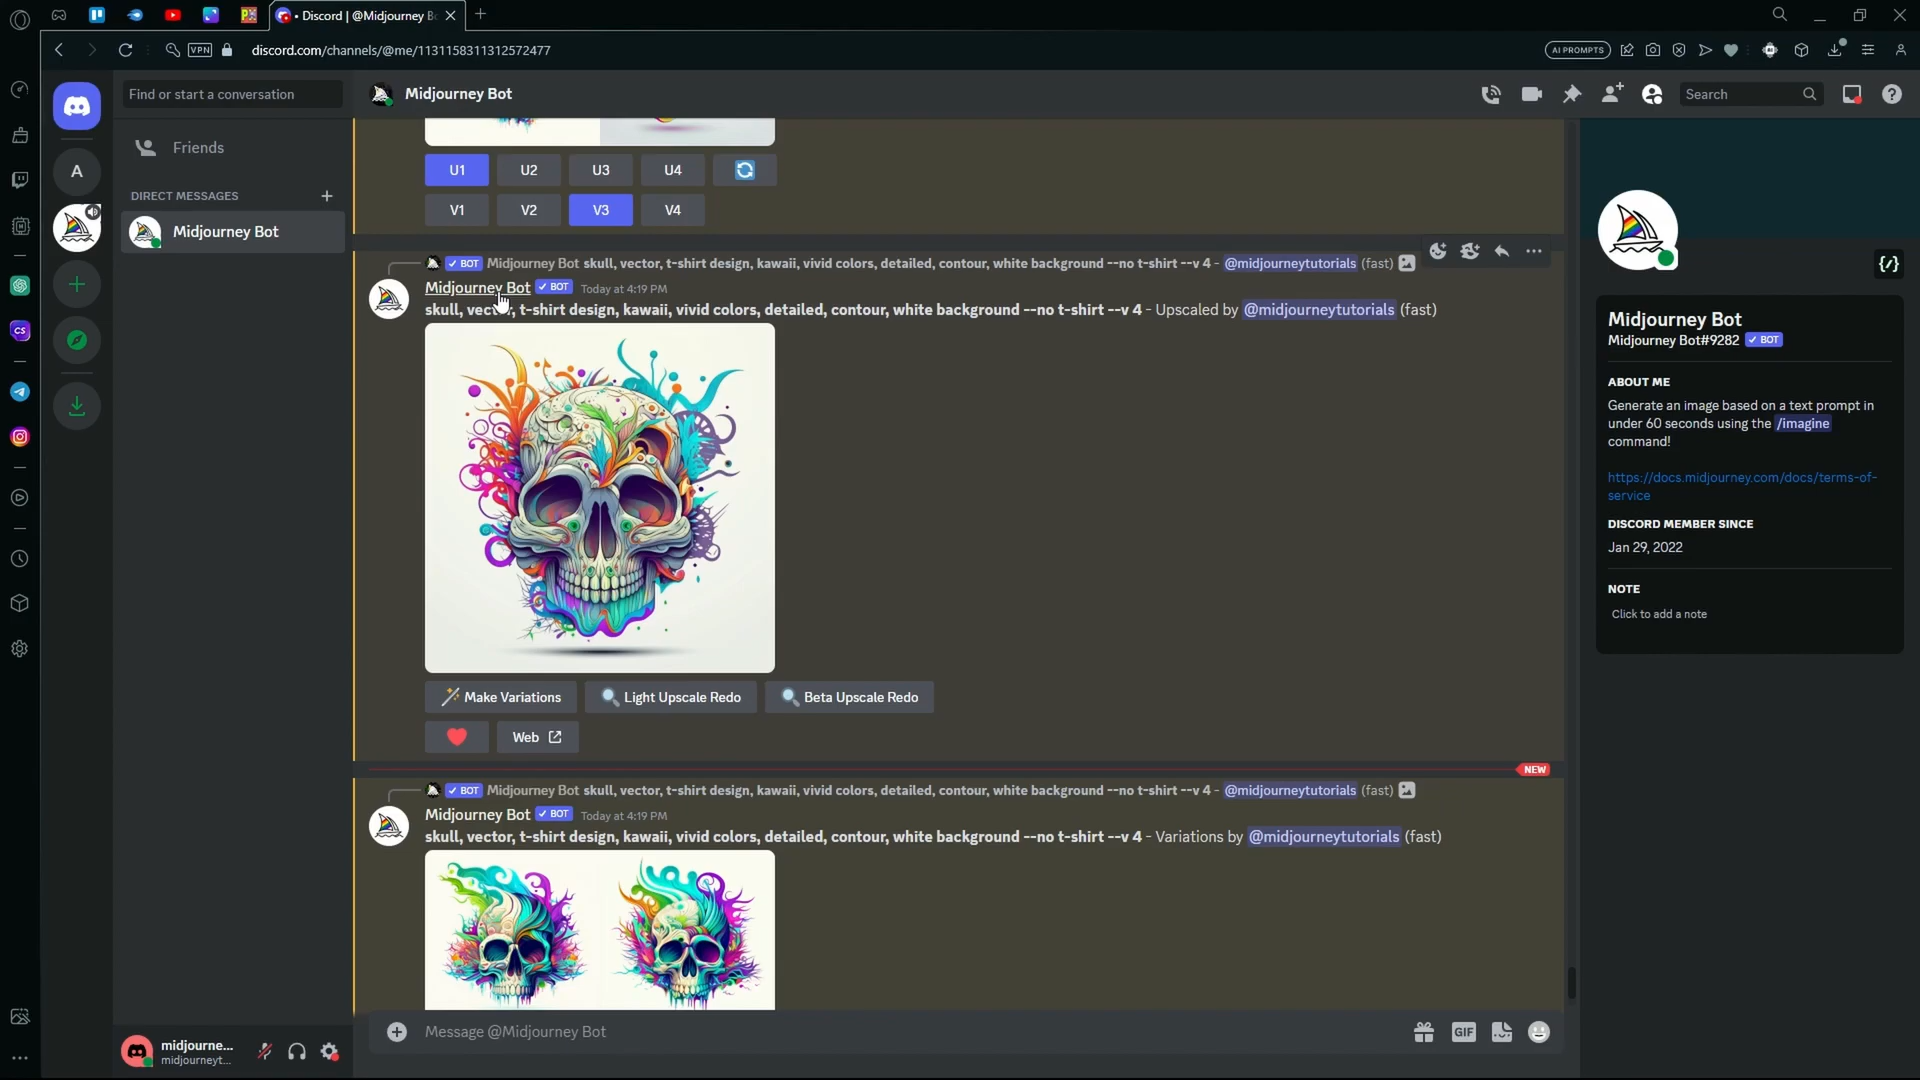 Discord | @Midjourney B
VPN
discord.com/channels/@me/1131158311312572477
AI PROMPTS
Find or start a conversation
Midjourney Bot
Search
A
Friends
DIRECT MESSAGES
Midjourney Bot
CS
U1 U2 U3 U4
V1 V2 V3 V4
✓ BOT Midjourney Bot skull, vector, t-shirt design, kawaii, vivid colors, detailed, contour, white background --no t-shirt --v 4 - @midjourneytutorials (fast)
Midjourney Bot ✓ BOT Today at 4:19 PM
skull, vector, t-shirt design, kawaii, vivid colors, detailed, contour, white background --no t-shirt --v 4 - Upscaled by @midjourneytutorials (fast)
Make Variations Light Upscale Redo Beta Upscale Redo
Web
NEW
✓ BOT Midjourney Bot skull, vector, t-shirt design, kawaii, vivid colors, detailed, contour, white background --no t-shirt --v 4 - @midjourneytutorials (fast)
Midjourney Bot ✓ BOT Today at 4:19 PM
skull, vector, t-shirt design, kawaii, vivid colors, detailed, contour, white background --no t-shirt --v 4 - Variations by @midjourneytutorials (fast)
Message @Midjourney Bot
GIF
midjourne...
midjourneyt...
{/}
Midjourney Bot
Midjourney Bot#9282 ✓ BOT
ABOUT ME
Generate an image based on a text prompt in
under 60 seconds using the /imagine
command!
https://docs.midjourney.com/docs/terms-of-
service
DISCORD MEMBER SINCE
Jan 29, 2022
NOTE
Click to add a note